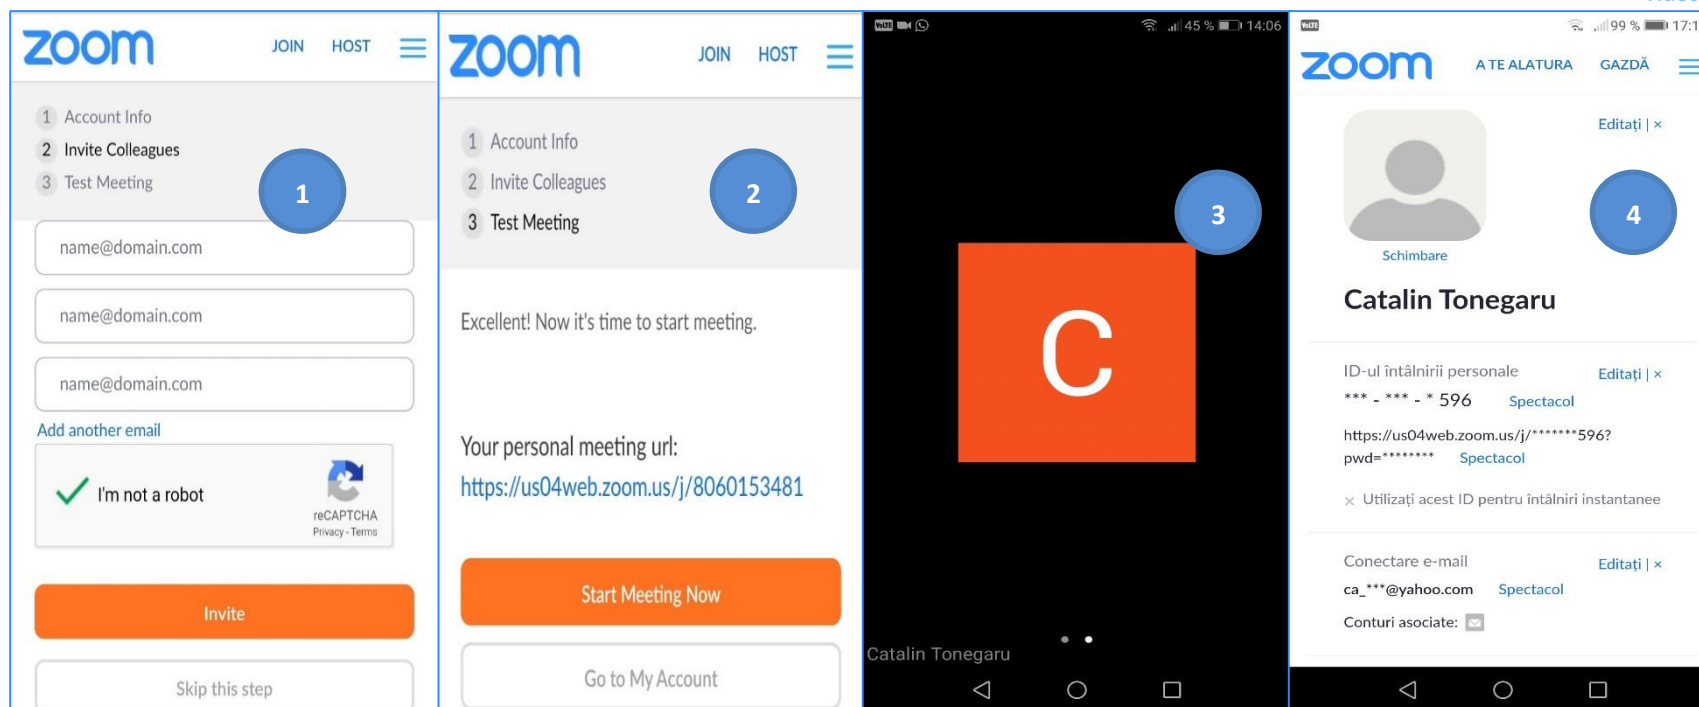 zoom JOIN HOST
1 Account Info
2 Invite Colleagues
3 Test Meeting
1
name@domain.com
name@domain.com
name@domain.com
Add another email
I'm not a robot
reCAPTCHA
Privacy - Terms
Invite
Skip this step
zoom JOIN HOST
1 Account Info
2 Invite Colleagues
3 Test Meeting
2
Excellent! Now it's time to start meeting.
Your personal meeting url:
https://us04web.zoom.us/j/8060153481
Start Meeting Now
Go to My Account
VoLTE 45 % 14:06
3
C
Catalin Tonegaru
VoLTE 99 % 17:1
zoom A TE ALATURA GAZDĂ
Editați | ×
4
Schimbare
Catalin Tonegaru
ID-ul întâlnirii personale Editați | ×
*** - *** - * 596 Spectacol
https://us04web.zoom.us/j/*******596?
pwd=******** Spectacol
× Utilizați acest ID pentru întâlniri instantanee
Conectare e-mail Editați | ×
ca_***@yahoo.com Spectacol
Conturi asociate: